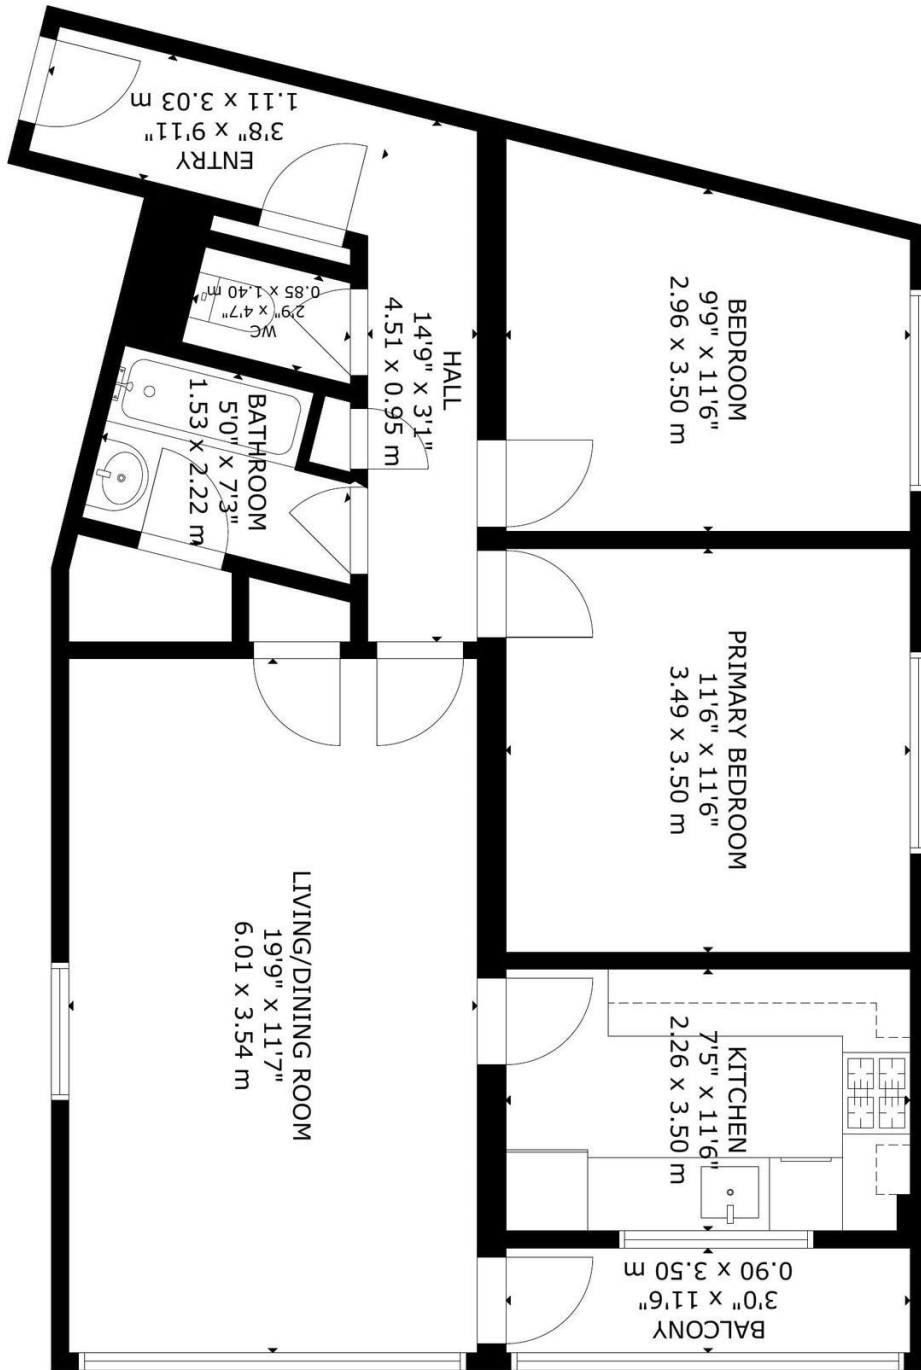 ENTRY
3'8" x 9'11"
1.11 x 3.03 m
WC
2'9" x 4'7"
0.85 x 1.40 m
HALL
14'9" x 3'1"
4.51 x 0.95 m
BATHROOM
5'0" x 7'3"
1.53 x 2.22 m
BEDROOM
9'9" x 11'6"
2.96 x 3.50 m
PRIMARY BEDROOM
11'6" x 11'6"
3.49 x 3.50 m
LIVING/DINING ROOM
19'9" x 11'7"
6.01 x 3.54 m
KITCHEN
7'5" x 11'6"
2.26 x 3.50 m
BALCONY
3'0" x 11'6"
0.90 x 3.50 m